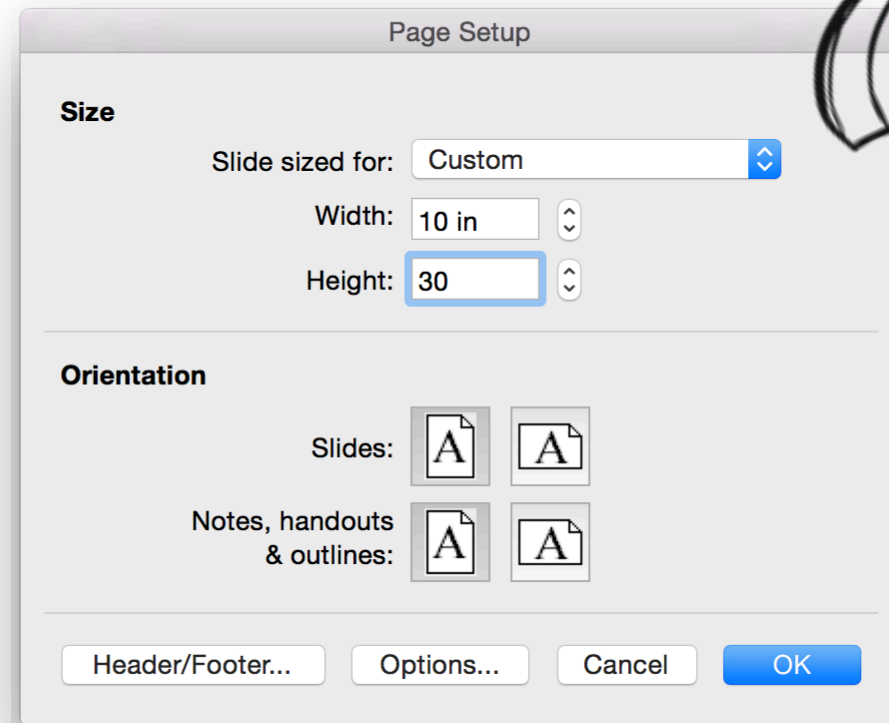 Page Setup
Size
Slide sized for: Custom
Width: 10 in
Height: 30
Orientation
Slides: A A
Notes, handouts
& outlines: A A
Header/Footer... Options... Cancel OK